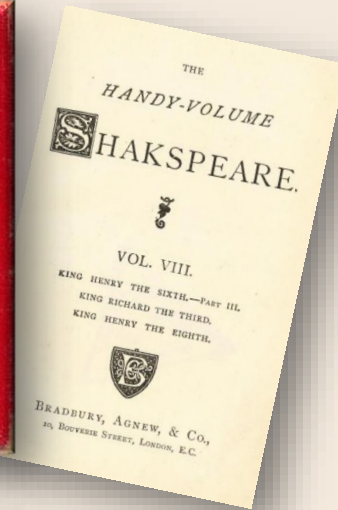 THE
HANDY-VOLUME
SHAKSPEARE.
VOL. VIII.
KING HENRY THE SIXTH.—PART III.
KING RICHARD THE THIRD.
KING HENRY THE EIGHTH.
B
BRADBURY, AGNEW, & CO.,
10, BOUVERIE STREET, LONDON, E.C.